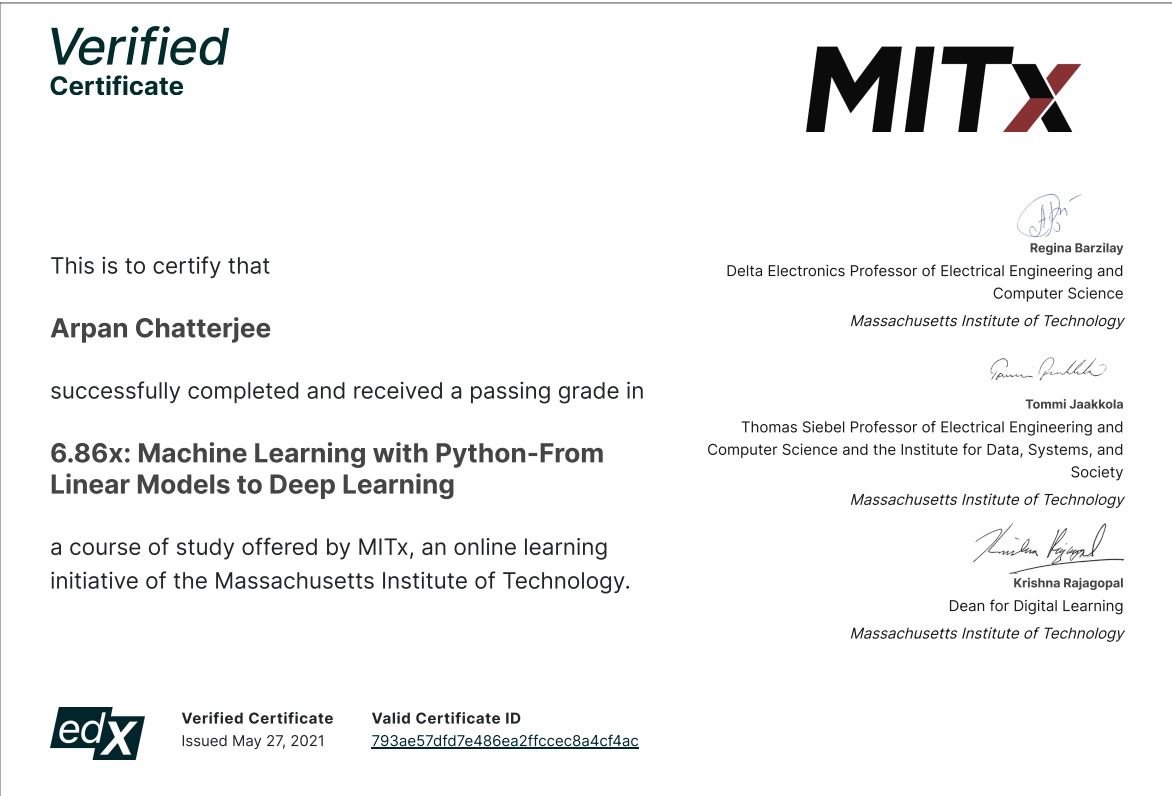 Verified
Certificate
MITx
This is to certify that
Arpan Chatterjee
successfully completed and received a passing grade in
6.86x: Machine Learning with Python-From
Linear Models to Deep Learning
a course of study offered by MITx, an online learning
initiative of the Massachusetts Institute of Technology.
Regina Barzilay
Delta Electronics Professor of Electrical Engineering and
Computer Science
Massachusetts Institute of Technology
Tommi Jaakkola
Thomas Siebel Professor of Electrical Engineering and
Computer Science and the Institute for Data, Systems, and
Society
Massachusetts Institute of Technology
Krishna Rajagopal
Dean for Digital Learning
Massachusetts Institute of Technology
edX
Verified Certificate
Issued May 27, 2021
Valid Certificate ID
793ae57dfd7e486ea2ffccec8a4cf4ac